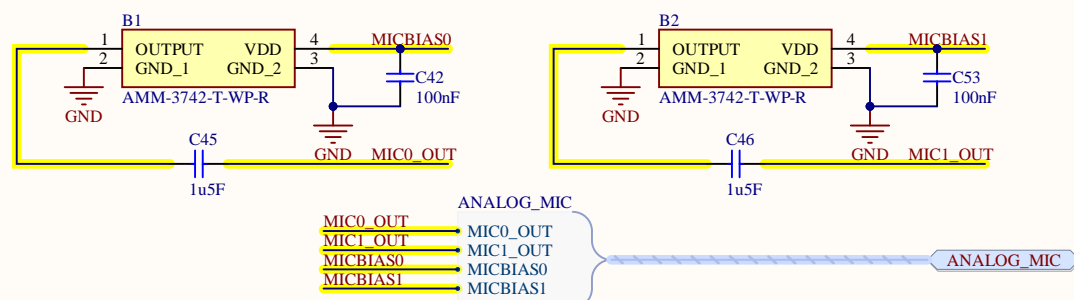 B1
1 OUTPUT VDD 4 MICBIAS0
2 GND_1 GND_2 3
AMM-3742-T-WP-R
C42
100nF
GND
GND
C45
MIC0_OUT
1u5F
B2
1 OUTPUT VDD 4 MICBIAS1
2 GND_1 GND_2 3
AMM-3742-T-WP-R
C53
100nF
GND
GND
C46
MIC1_OUT
1u5F
ANALOG_MIC
MIC0_OUT MIC0_OUT
MIC1_OUT MIC1_OUT
MICBIAS0 MICBIAS0
MICBIAS1 MICBIAS1
ANALOG_MIC